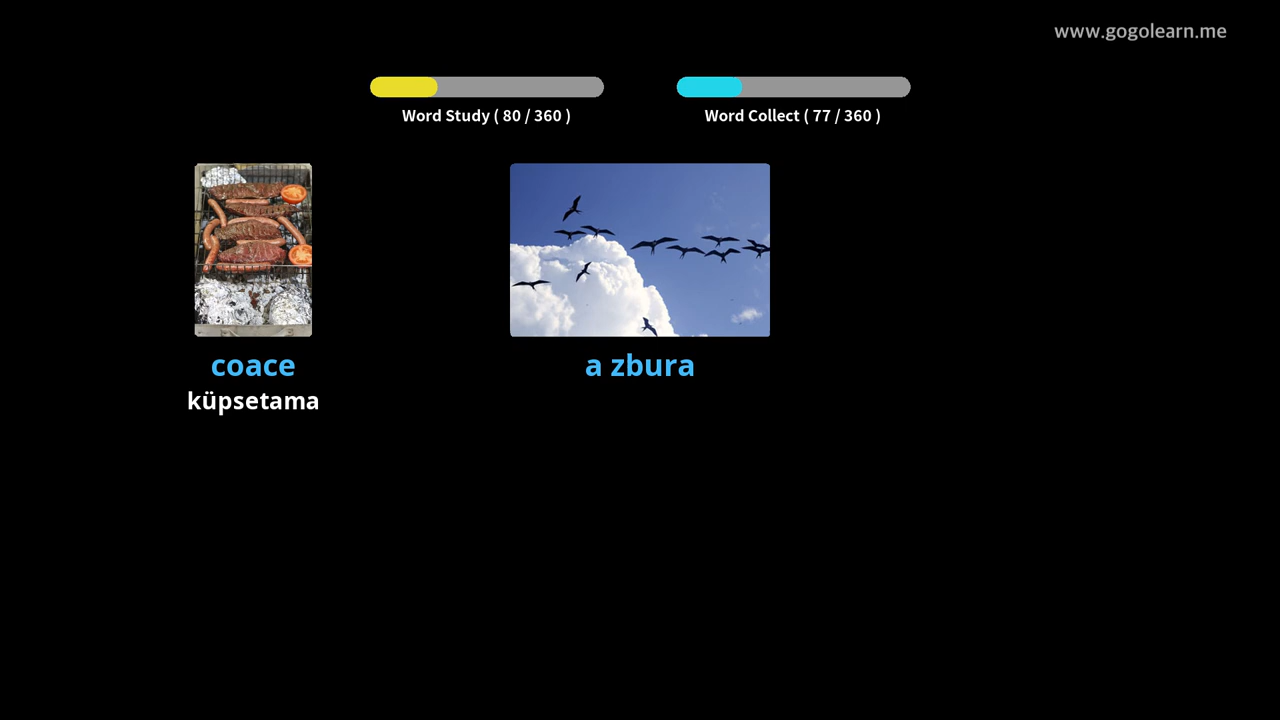 www.gogolearn.me
Word Study ( 80 / 360 )
Word Collect ( 77 / 360 )
coace
küpsetama
a zbura